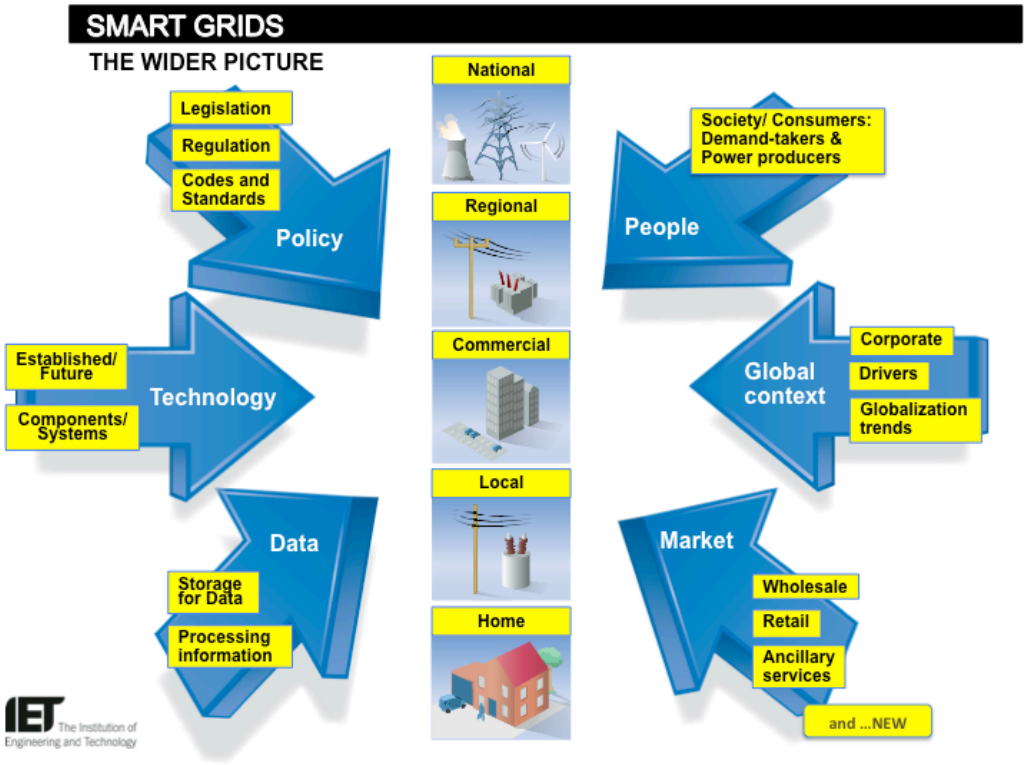 SMART GRIDS
THE WIDER PICTURE
Legislation
Regulation
Codes and
Standards
Policy
Established/
Future
Components/
Systems
Technology
Data
Storage
for Data
Processing
information
National
Regional
Commercial
Local
Home
Society/ Consumers:
Demand-takers &
Power producers
People
Global
context
Corporate
Drivers
Globalization
trends
Market
Wholesale
Retail
Ancillary
services
and ...NEW
IET The Institution of
Engineering and Technology